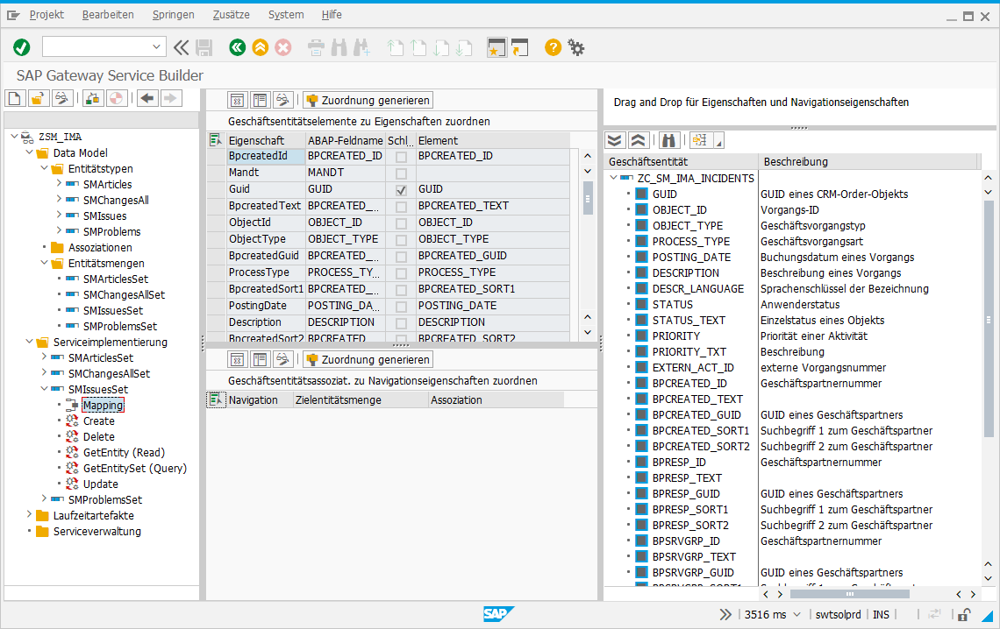 Projekt Bearbeiten Springen Zusätze System Hilfe
SAP Gateway Service Builder
ZSM_IMA
Data Model
Entitätstypen
SMArticles
SMChangesAll
SMIssues
SMProblems
Assoziationen
Entitätsmengen
SMArticlesSet
SMChangesAllSet
SMIssuesSet
SMProblemsSet
Serviceimplementierung
SMArticlesSet
SMChangesAllSet
SMIssuesSet
Mapping
Create
Delete
GetEntity (Read)
GetEntitySet (Query)
Update
SMProblemsSet
Laufzeitartefakte
Serviceverwaltung
Zuordnung generieren
Geschäftsentitätselemente zu Eigenschaften zuordnen
Eigenschaft ABAP-Feldname Schl... Element
BpcreatedId BPCREATED_ID BPCREATED_ID
Mandt MANDT
Guid GUID GUID
BpcreatedText BPCREATED_... BPCREATED_TEXT
ObjectId OBJECT_ID OBJECT_ID
ObjectType OBJECT_TYPE OBJECT_TYPE
BpcreatedGuid BPCREATED_... BPCREATED_GUID
ProcessType PROCESS_TY... PROCESS_TYPE
BpcreatedSort1 BPCREATED_... BPCREATED_SORT1
PostingDate POSTING_DA... POSTING_DATE
Description DESCRIPTION DESCRIPTION
BpcreatedSort2 BPCREATED BPCREATED_SORT2
Zuordnung generieren
Geschäftsentitätsassoziat. zu Navigationseigenschaften zuordnen
Navigation Zielentitätsmenge Assoziation
Drag and Drop für Eigenschaften und Navigationseigenschaften
Geschäftsentität Beschreibung
ZC_SM_IMA_INCIDENTS
GUID GUID eines CRM-Order-Objekts
OBJECT_ID Vorgangs-ID
OBJECT_TYPE Geschäftsvorgangstyp
PROCESS_TYPE Geschäftsvorgangsart
POSTING_DATE Buchungsdatum eines Vorgangs
DESCRIPTION Beschreibung eines Vorgangs
DESCR_LANGUAGE Sprachenschlüssel der Bezeichnung
STATUS Anwenderstatus
STATUS_TEXT Einzelstatus eines Objekts
PRIORITY Priorität einer Aktivität
PRIORITY_TXT Beschreibung
EXTERN_ACT_ID externe Vorgangsnummer
BPCREATED_ID Geschäftspartnernummer
BPCREATED_TEXT
BPCREATED_GUID GUID eines Geschäftspartners
BPCREATED_SORT1 Suchbegriff 1 zum Geschäftspartner
BPCREATED_SORT2 Suchbegriff 2 zum Geschäftspartner
BPRESP_ID Geschäftspartnernummer
BPRESP_TEXT
BPRESP_GUID GUID eines Geschäftspartners
BPRESP_SORT1 Suchbegriff 1 zum Geschäftspartner
BPRESP_SORT2 Suchbegriff 2 zum Geschäftspartner
BPSRVGRP_ID Geschäftspartnernummer
BPSRVGRP_TEXT
BPSRVGRP_GUID GUID eines Geschäftspartners
BPSRVGRP_SORT1 Suchbegriff 1 zum Geschäftspartner
SAP 3516 ms swtsolprd INS